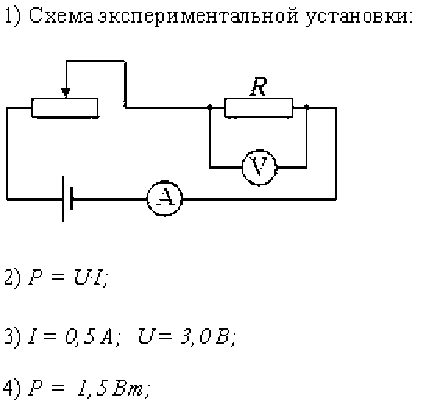 1) Схема экспериментальной установки:
R
V
A
2) P = UI;
3) I = 0,5 А; U = 3,0 В;
4) P = 1,5 Вт;